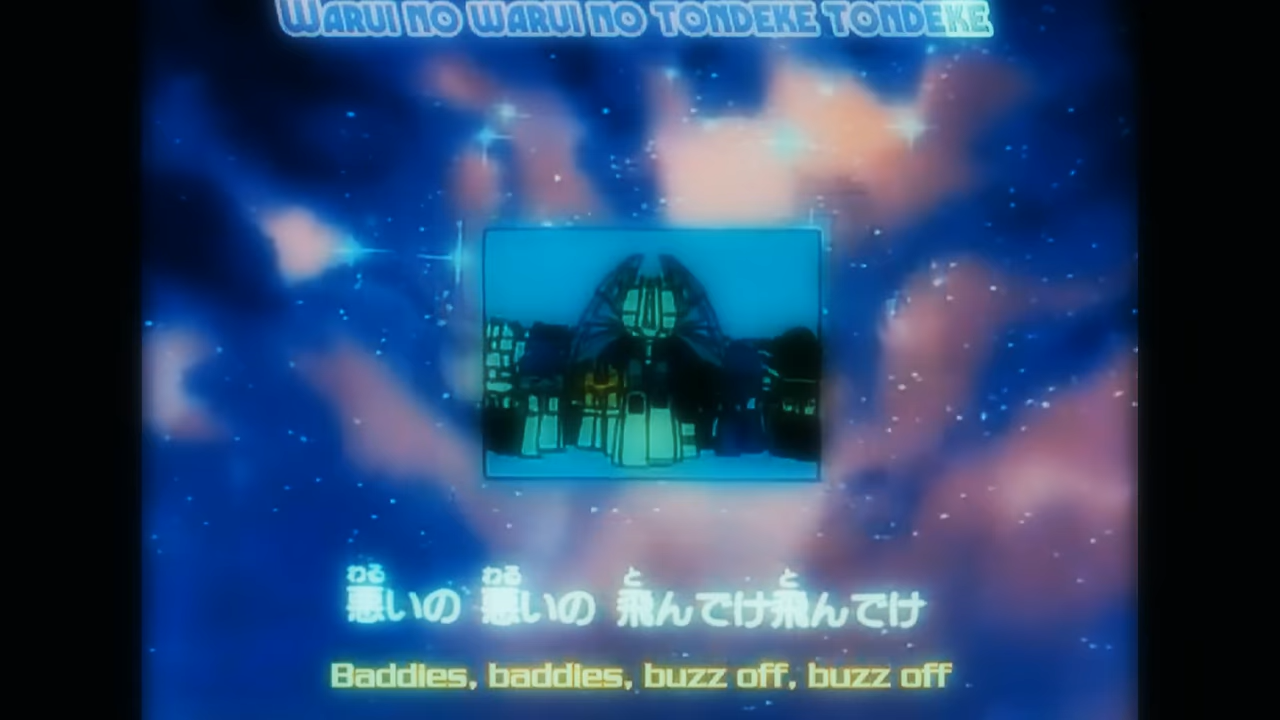 Warui no warui no tondeke tondeke
わる わる と と
悪いの 悪いの 飛んでけ飛んでけ
Baddies, baddies, buzz off, buzz off